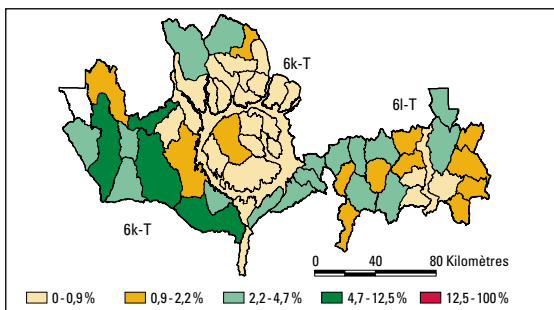 6k-T
6l-T
6k-T
0 40 80 Kilomètres
0 - 0,9 % 0,9 - 2,2 % 2,2 - 4,7 % 4,7 - 12,5 % 12,5 - 100 %